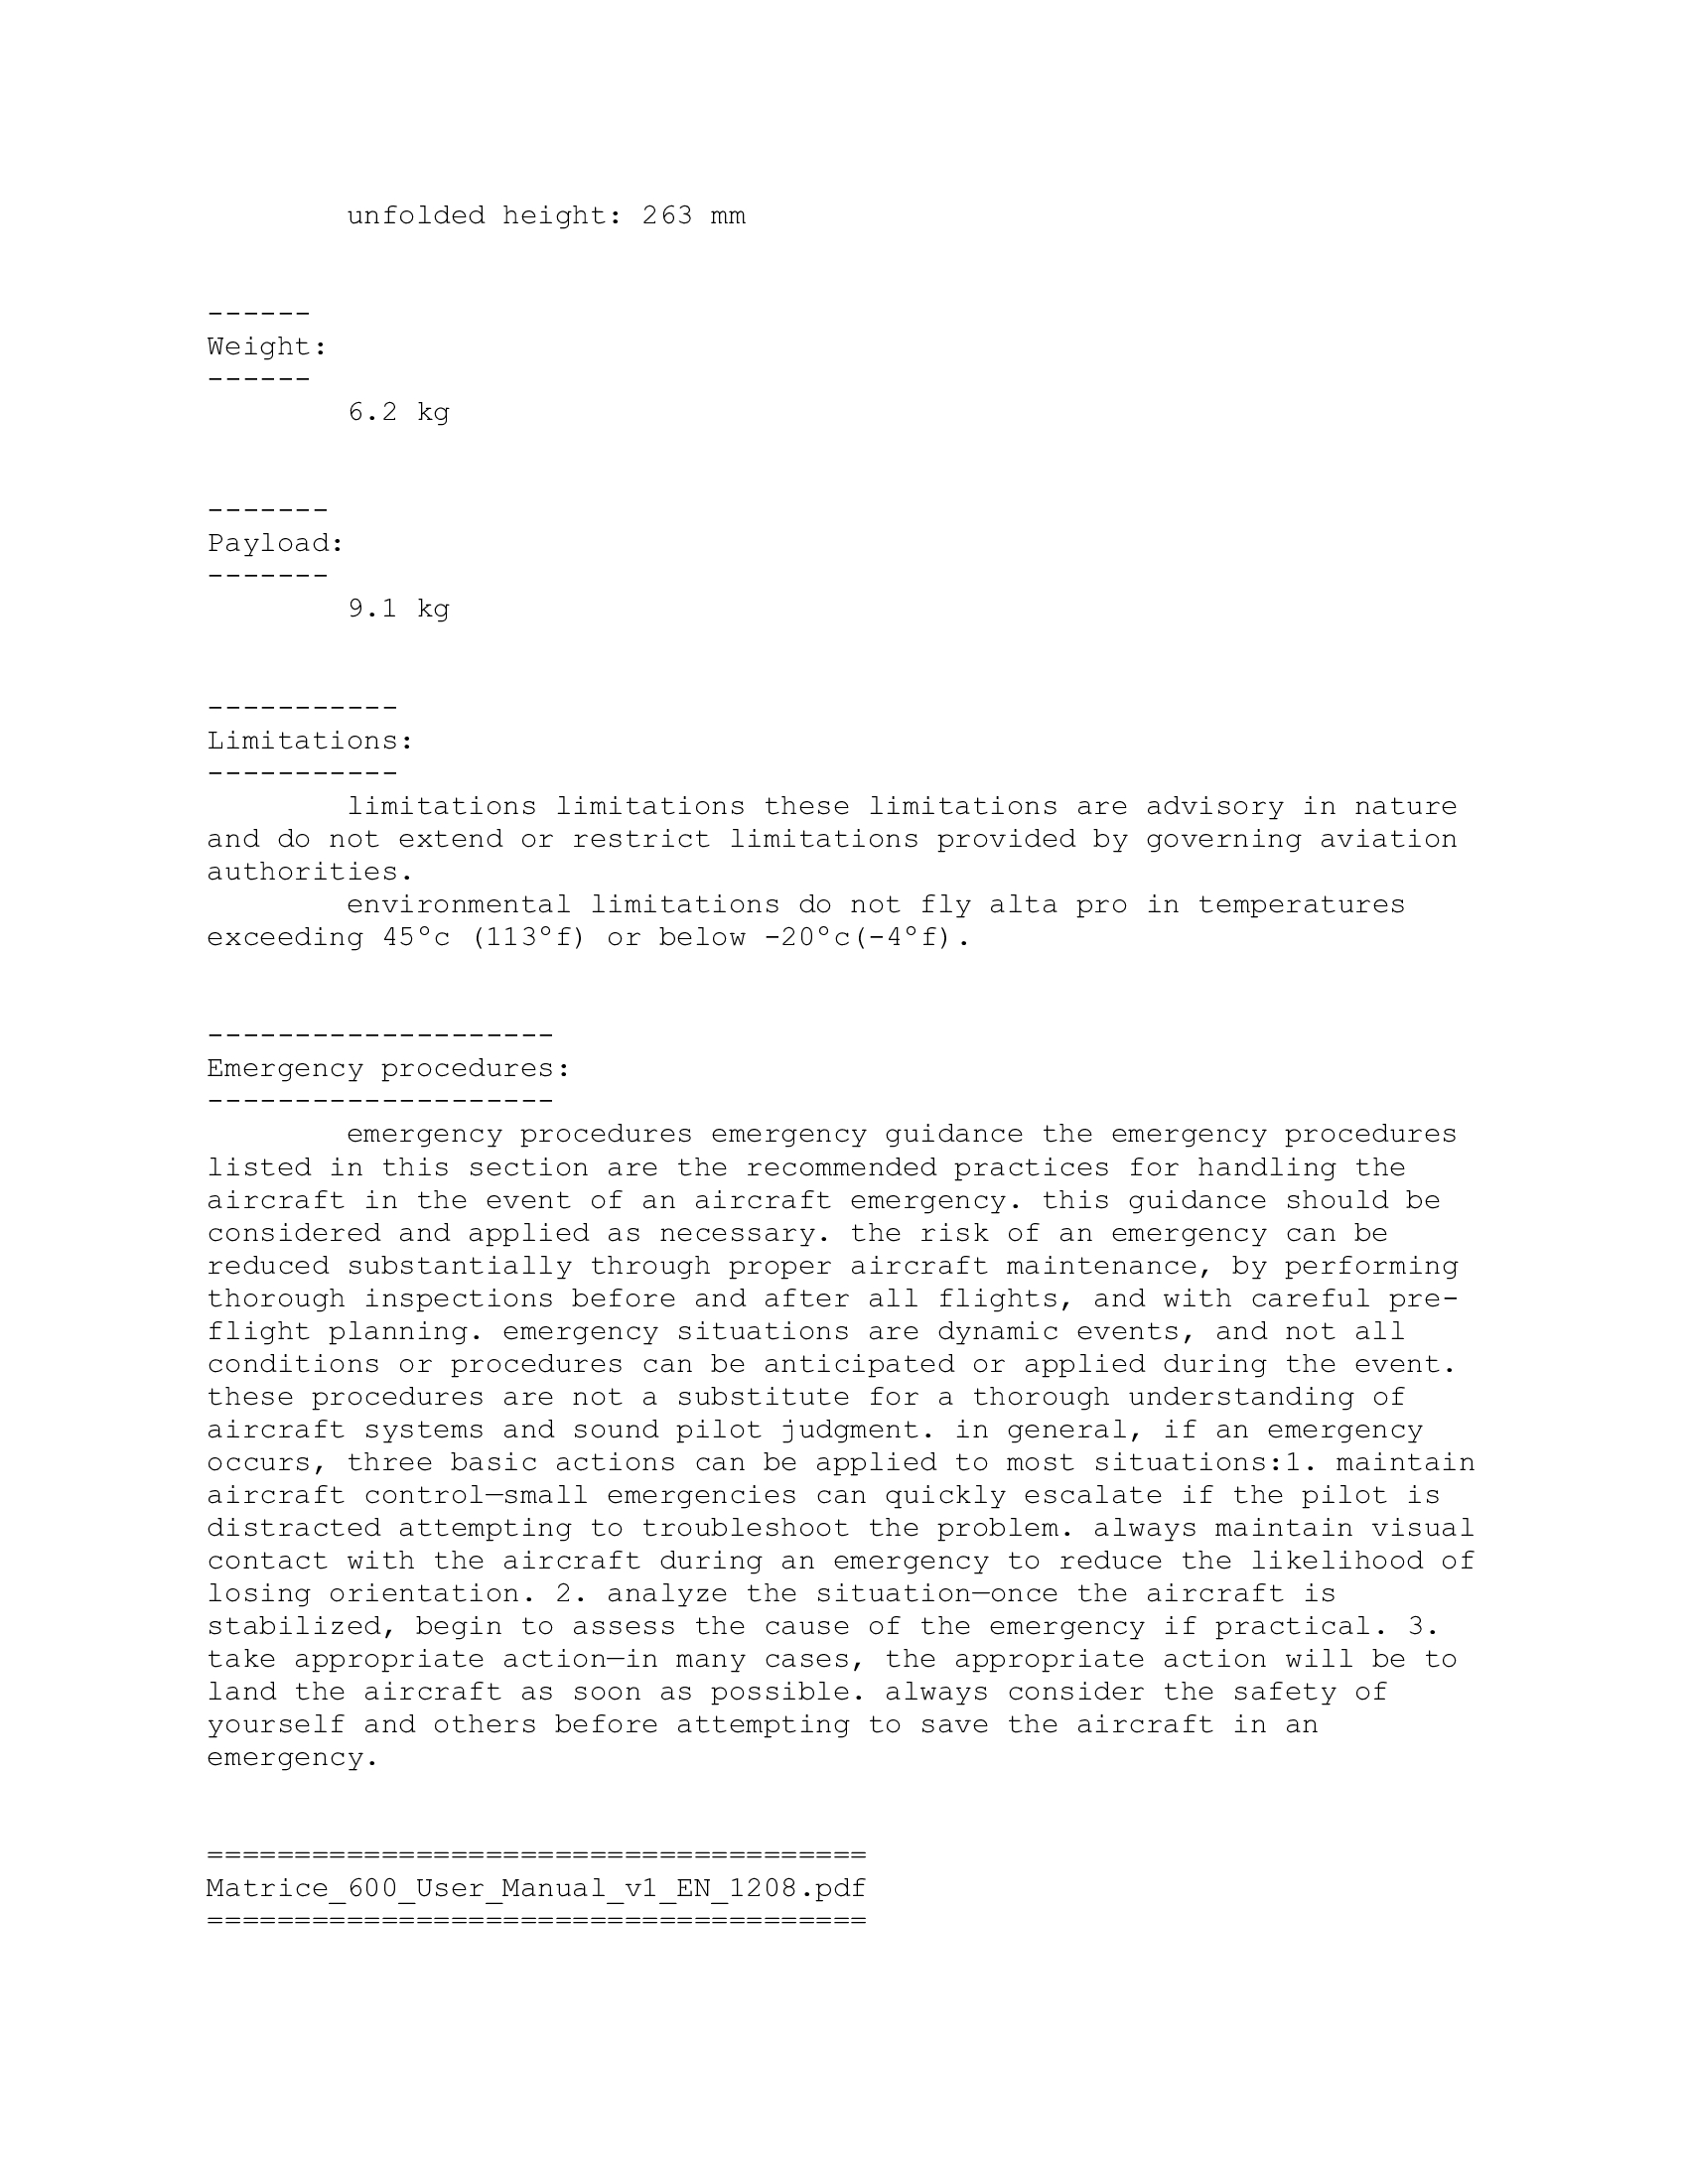 unfolded height: 263 mm
------
Weight:
------
6.2 kg
-------
Payload:
-------
9.1 kg
-----------
Limitations:
-----------
limitations limitations these limitations are advisory in nature
and do not extend or restrict limitations provided by governing aviation
authorities.
environmental limitations do not fly alta pro in temperatures
exceeding 45ºc (113ºf) or below -20ºc(-4ºf).
--------------------
Emergency procedures:
--------------------
emergency procedures emergency guidance the emergency procedures
listed in this section are the recommended practices for handling the
aircraft in the event of an aircraft emergency. this guidance should be
considered and applied as necessary. the risk of an emergency can be
reduced substantially through proper aircraft maintenance, by performing
thorough inspections before and after all flights, and with careful pre-
flight planning. emergency situations are dynamic events, and not all
conditions or procedures can be anticipated or applied during the event.
these procedures are not a substitute for a thorough understanding of
aircraft systems and sound pilot judgment. in general, if an emergency
occurs, three basic actions can be applied to most situations:1. maintain
aircraft control—small emergencies can quickly escalate if the pilot is
distracted attempting to troubleshoot the problem. always maintain visual
contact with the aircraft during an emergency to reduce the likelihood of
losing orientation. 2. analyze the situation—once the aircraft is
stabilized, begin to assess the cause of the emergency if practical. 3.
take appropriate action—in many cases, the appropriate action will be to
land the aircraft as soon as possible. always consider the safety of
yourself and others before attempting to save the aircraft in an
emergency.
======================================
Matrice_600_User_Manual_v1_EN_1208.pdf
======================================